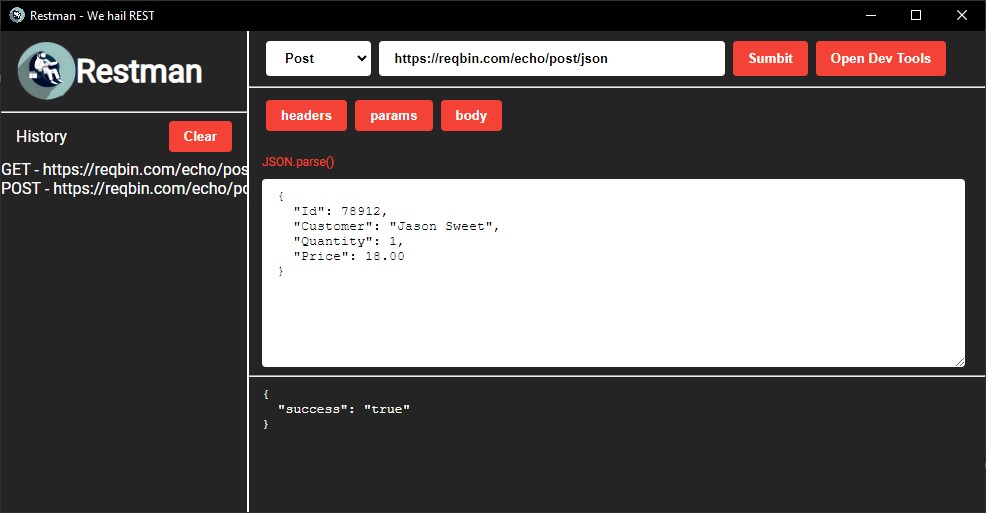 Restman - We hail REST
Restman
Post
https://reqbin.com/echo/post/json
Sumbit
Open Dev Tools
History
Clear
GET - https://reqbin.com/echo/pos
POST - https://reqbin.com/echo/po
headers
params
body
JSON.parse()
{
"Id": 78912,
"Customer": "Jason Sweet",
"Quantity": 1,
"Price": 18.00
}
{
"success": "true"
}